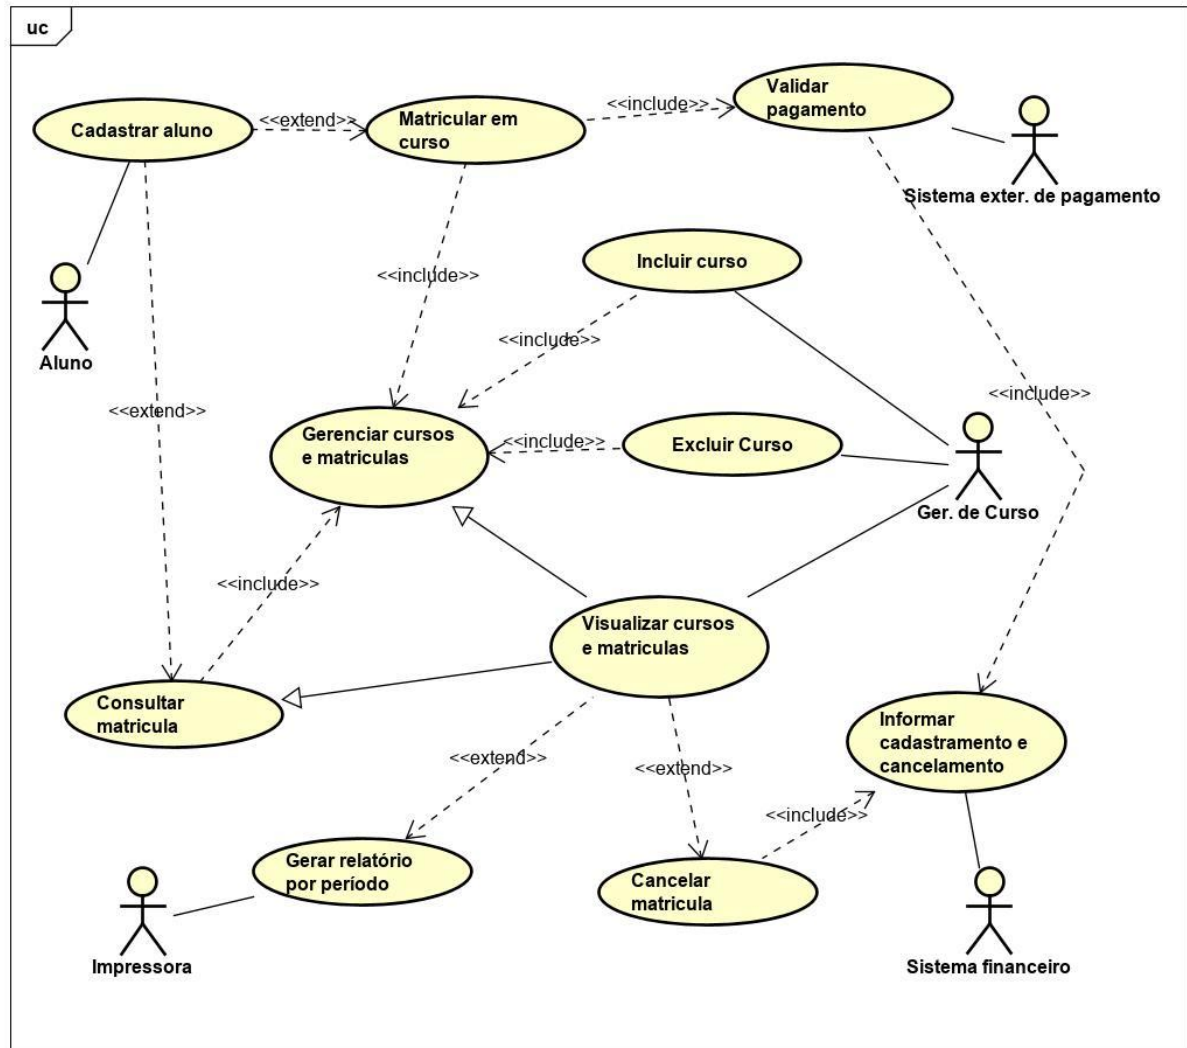 uc
Cadastrar aluno
<<extend>>
Matricular em
curso
<<include>>
Validar
pagamento
Sistema exter. de pagamento
Aluno
<<include>>
Incluir curso
<<include>>
<<extend>>
<<include>>
Gerenciar cursos
e matriculas
<<include>>
Excluir Curso
Ger. de Curso
<<include>>
Visualizar cursos
e matriculas
Consultar
matricula
Informar
cadastramento e
cancelamento
<<extend>>
<<extend>>
<<include>>
Gerar relatório
por período
Cancelar
matricula
Impressora
Sistema financeiro